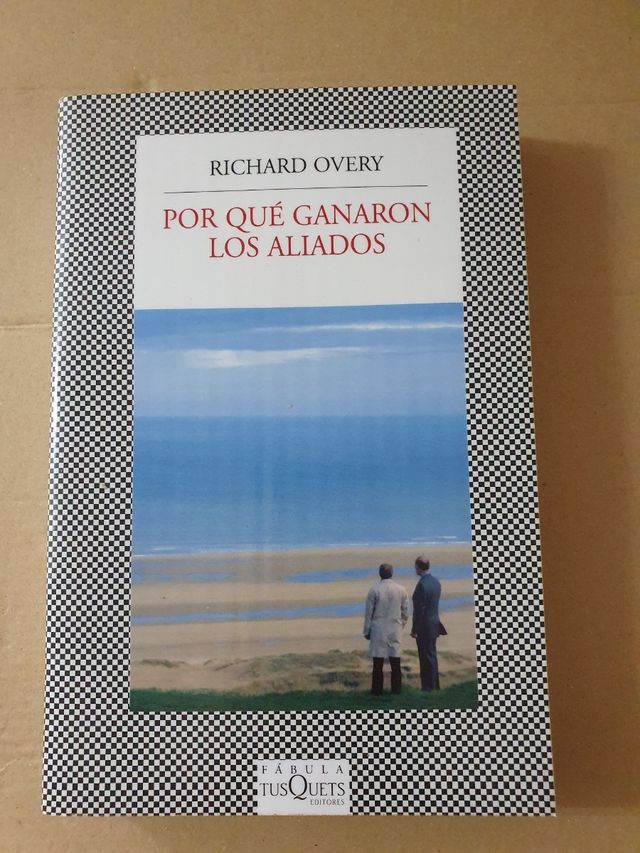 RICHARD OVERY
POR QUÉ GANARON
LOS ALIADOS
FÁBULA
TUSQUETS
EDITORES